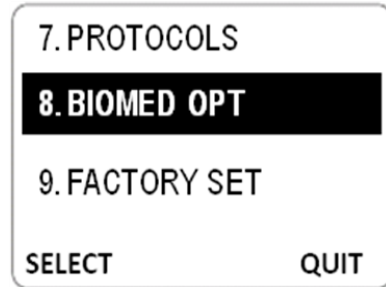 7. PROTOCOLS
8. BIOMED OPT
9. FACTORY SET
SELECT QUIT